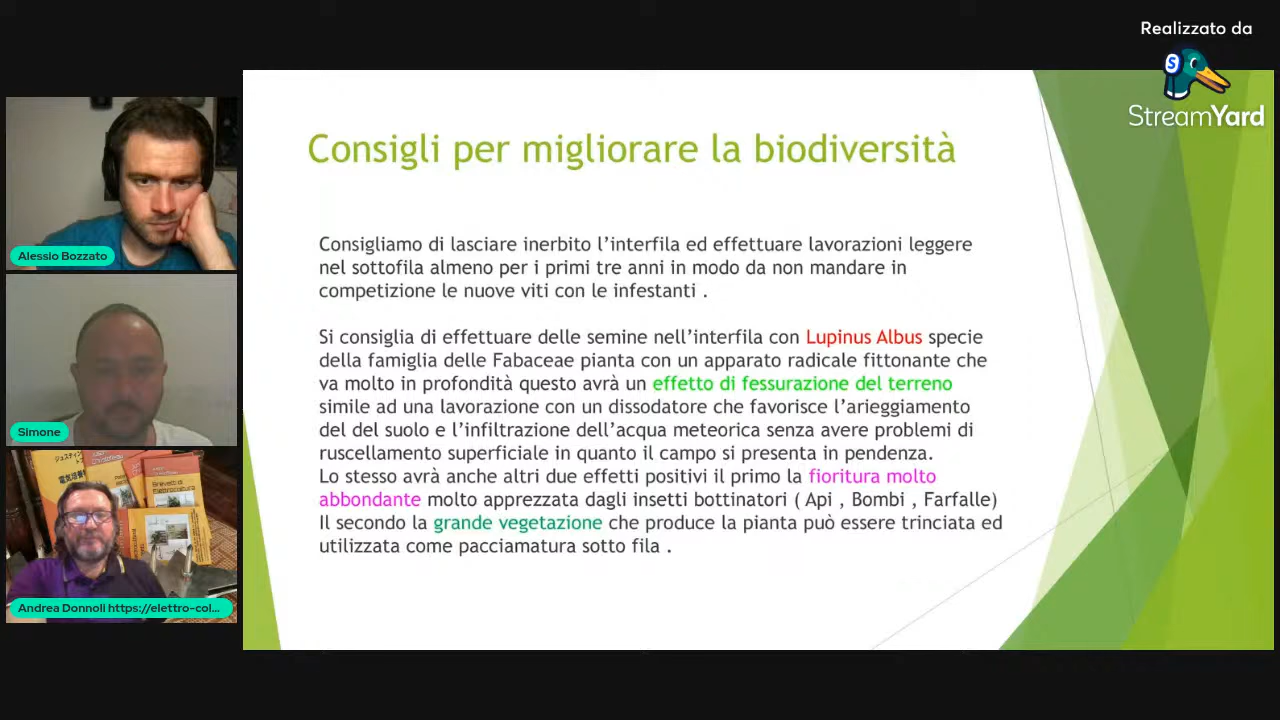 Realizzato da
StreamYard
Consigli per migliorare la biodiversità
Consigliamo di lasciare inerbito l’interfila ed effettuare lavorazioni leggere
nel sottofila almeno per i primi tre anni in modo da non mandare in
competizione le nuove viti con le infestanti .
Si consiglia di effettuare delle semine nell’interfila con Lupinus Albus specie
della famiglia delle Fabaceae pianta con un apparato radicale fittonante che
va molto in profondità questo avrà un effetto di fessurazione del terreno
simile ad una lavorazione con un dissodatore che favorisce l’arieggiamento
del del suolo e l’infiltrazione dell’acqua meteorica senza avere problemi di
ruscellamento superficiale in quanto il campo si presenta in pendenza.
Lo stesso avrà anche altri due effetti positivi il primo la fioritura molto
abbondante molto apprezzata dagli insetti bottinatori ( Api , Bombi , Farfalle)
Il secondo la grande vegetazione che produce la pianta può essere trinciata ed
utilizzata come pacciamatura sotto fila .
Alessio Bozzato
Simone
Andrea Donnoli https://elettro-col...